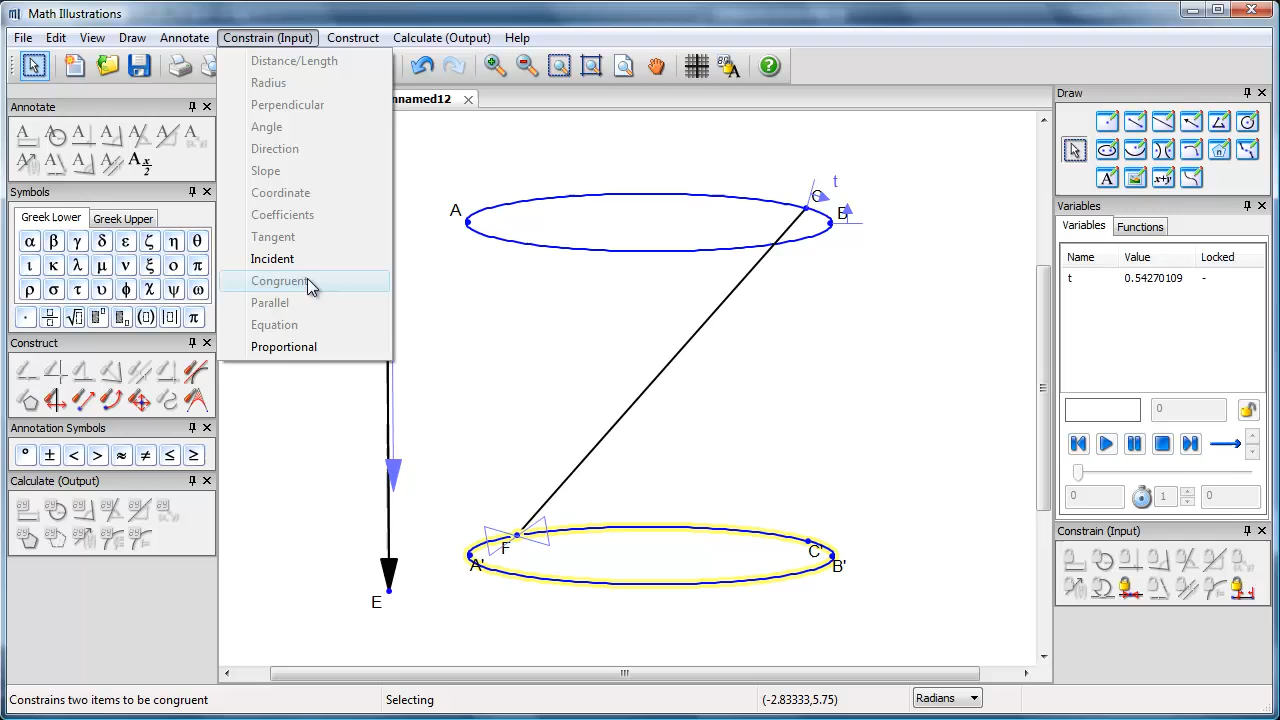 Math Illustrations
File Edit View Draw Annotate Constrain (Input) Construct Calculate (Output) Help
Distance/Length
Radius
Perpendicular
Angle
Direction
Slope
Coordinate
Coefficients
Tangent
Incident
Congruent
Parallel
Equation
Proportional
nnamed12
Annotate
Symbols
Greek Lower Greek Upper
α β γ δ ε ζ η θ
ι κ λ μ ν ξ ο π
ρ σ τ υ φ χ ψ ω
π
Construct
Annotation Symbols
° ± < > ≈ ≠ ≤ ≥
Calculate (Output)
A
C
t
B
F
A'
C'
B'
E
Draw
Variables
Variables Functions
Name Value Locked
t 0.54270109 -
0
0 1 0
Constrain (Input)
Constrains two items to be congruent
Selecting
(-2.83333,5.75)
Radians